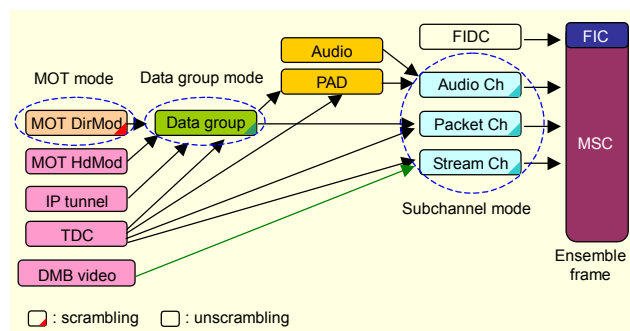 Audio
FIDC
FIC
MOT mode
Data group mode
PAD
Audio Ch
MOT DirMod
Data group
Packet Ch
MSC
MOT HdMod
Stream Ch
IP tunnel
Subchannel mode
TDC
Ensemble
frame
DMB video
: scrambling
: unscrambling